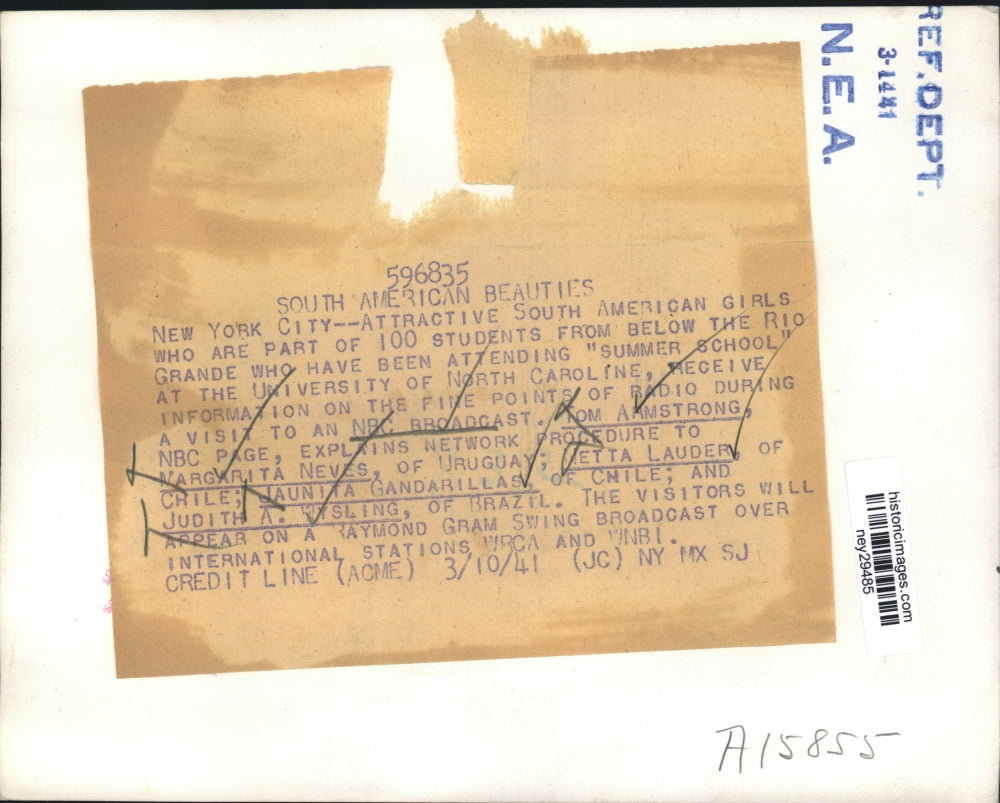 REF. DEPT.
3-1441
N.E.A.
596835
SOUTH AMERICAN BEAUTIES
NEW YORK CITY--ATTRACTIVE SOUTH AMERICAN GIRLS
WHO ARE PART OF 100 STUDENTS FROM BELOW THE RIO
GRANDE WHO HAVE BEEN ATTENDING "SUMMER SCHOOL"
AT THE UNIVERSITY OF NORTH CAROLINE, RECEIVE
INFORMATION ON THE FINE POINTS OF RADIO DURING
A VISIT TO AN NBC BROADCAST. TOM ARMSTRONG,
NBC PAGE, EXPLAINS NETWORK PROCEDURE TO
MARGARITA NEVES, OF URUGUAY; LAUDER, OF
CHILE; JAUNITA GANDARILLAS, OF CHILE; AND
JUDITH A. OF BRAZIL. THE VISITORS WILL
APPEAR ON A RAYMOND GRAM SWING BROADCAST OVER
INTERNATIONAL STATIONS WRCA AND WNBI.
CREDIT LINE (ACME) 3/10/41 (JC) NY MX SJ
historicimages.com
ney29485
A15855